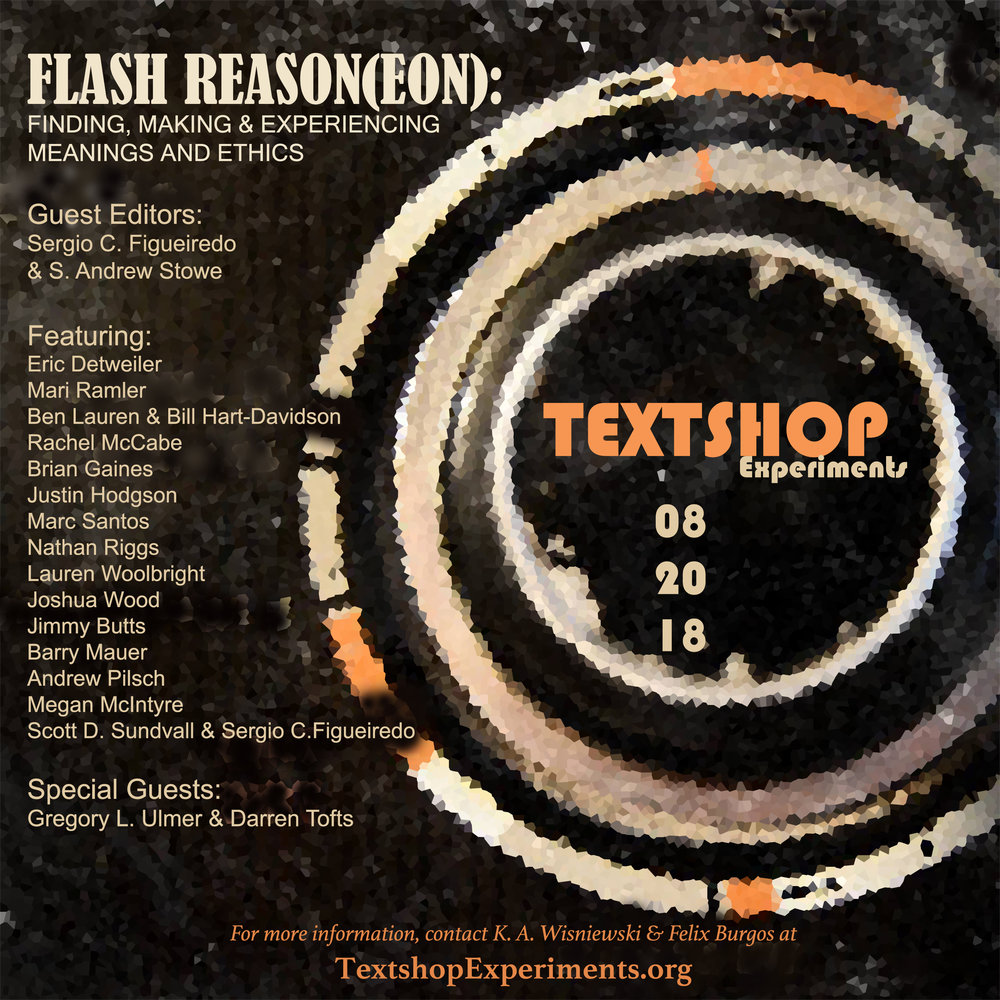 FLASH REASON(EON):
FINDING, MAKING & EXPERIENCING
MEANINGS AND ETHICS
Guest Editors:
Sergio C. Figueiredo
& S. Andrew Stowe
Featuring:
Eric Detweiler
Mari Ramler
Ben Lauren & Bill Hart-Davidson
Rachel McCabe
Brian Gaines
Justin Hodgson
Marc Santos
Nathan Riggs
Lauren Woolbright
Joshua Wood
Jimmy Butts
Barry Mauer
Andrew Pilsch
Megan McIntyre
Scott D. Sundvall & Sergio C.Figueiredo
Special Guests:
Gregory L. Ulmer & Darren Tofts
TEXTSHOP
Experiments
08
20
18
For more information, contact K. A. Wisniewski & Felix Burgos at
TextshopExperiments.org